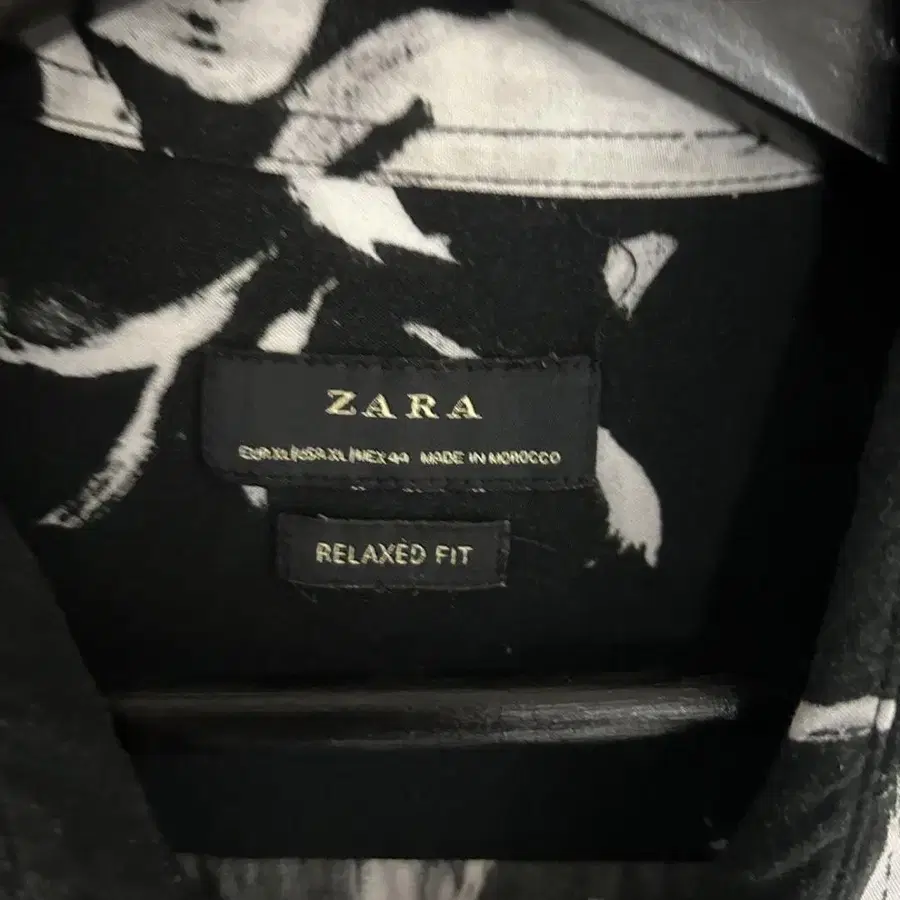 ZARA
EUR XL/USA XL/MEX 44 MADE IN MOROCCO
RELAXED FIT